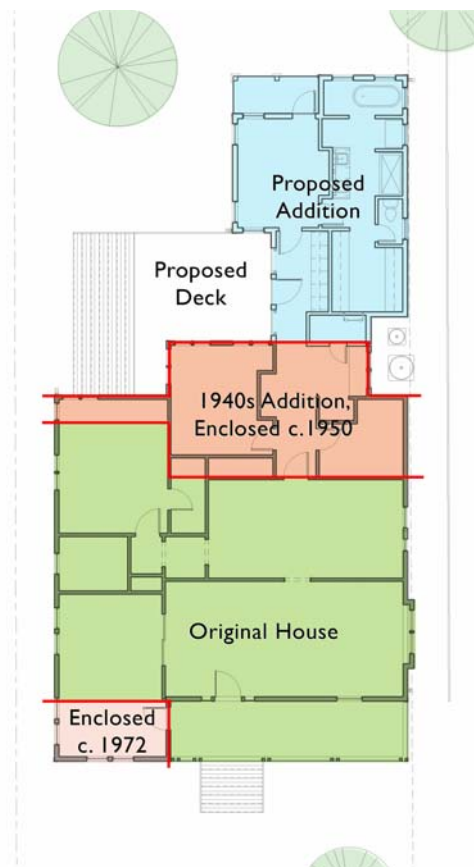 Proposed
Addition
Proposed
Deck
1940s Addition,
Enclosed c.1950
Original House
Enclosed
c. 1972